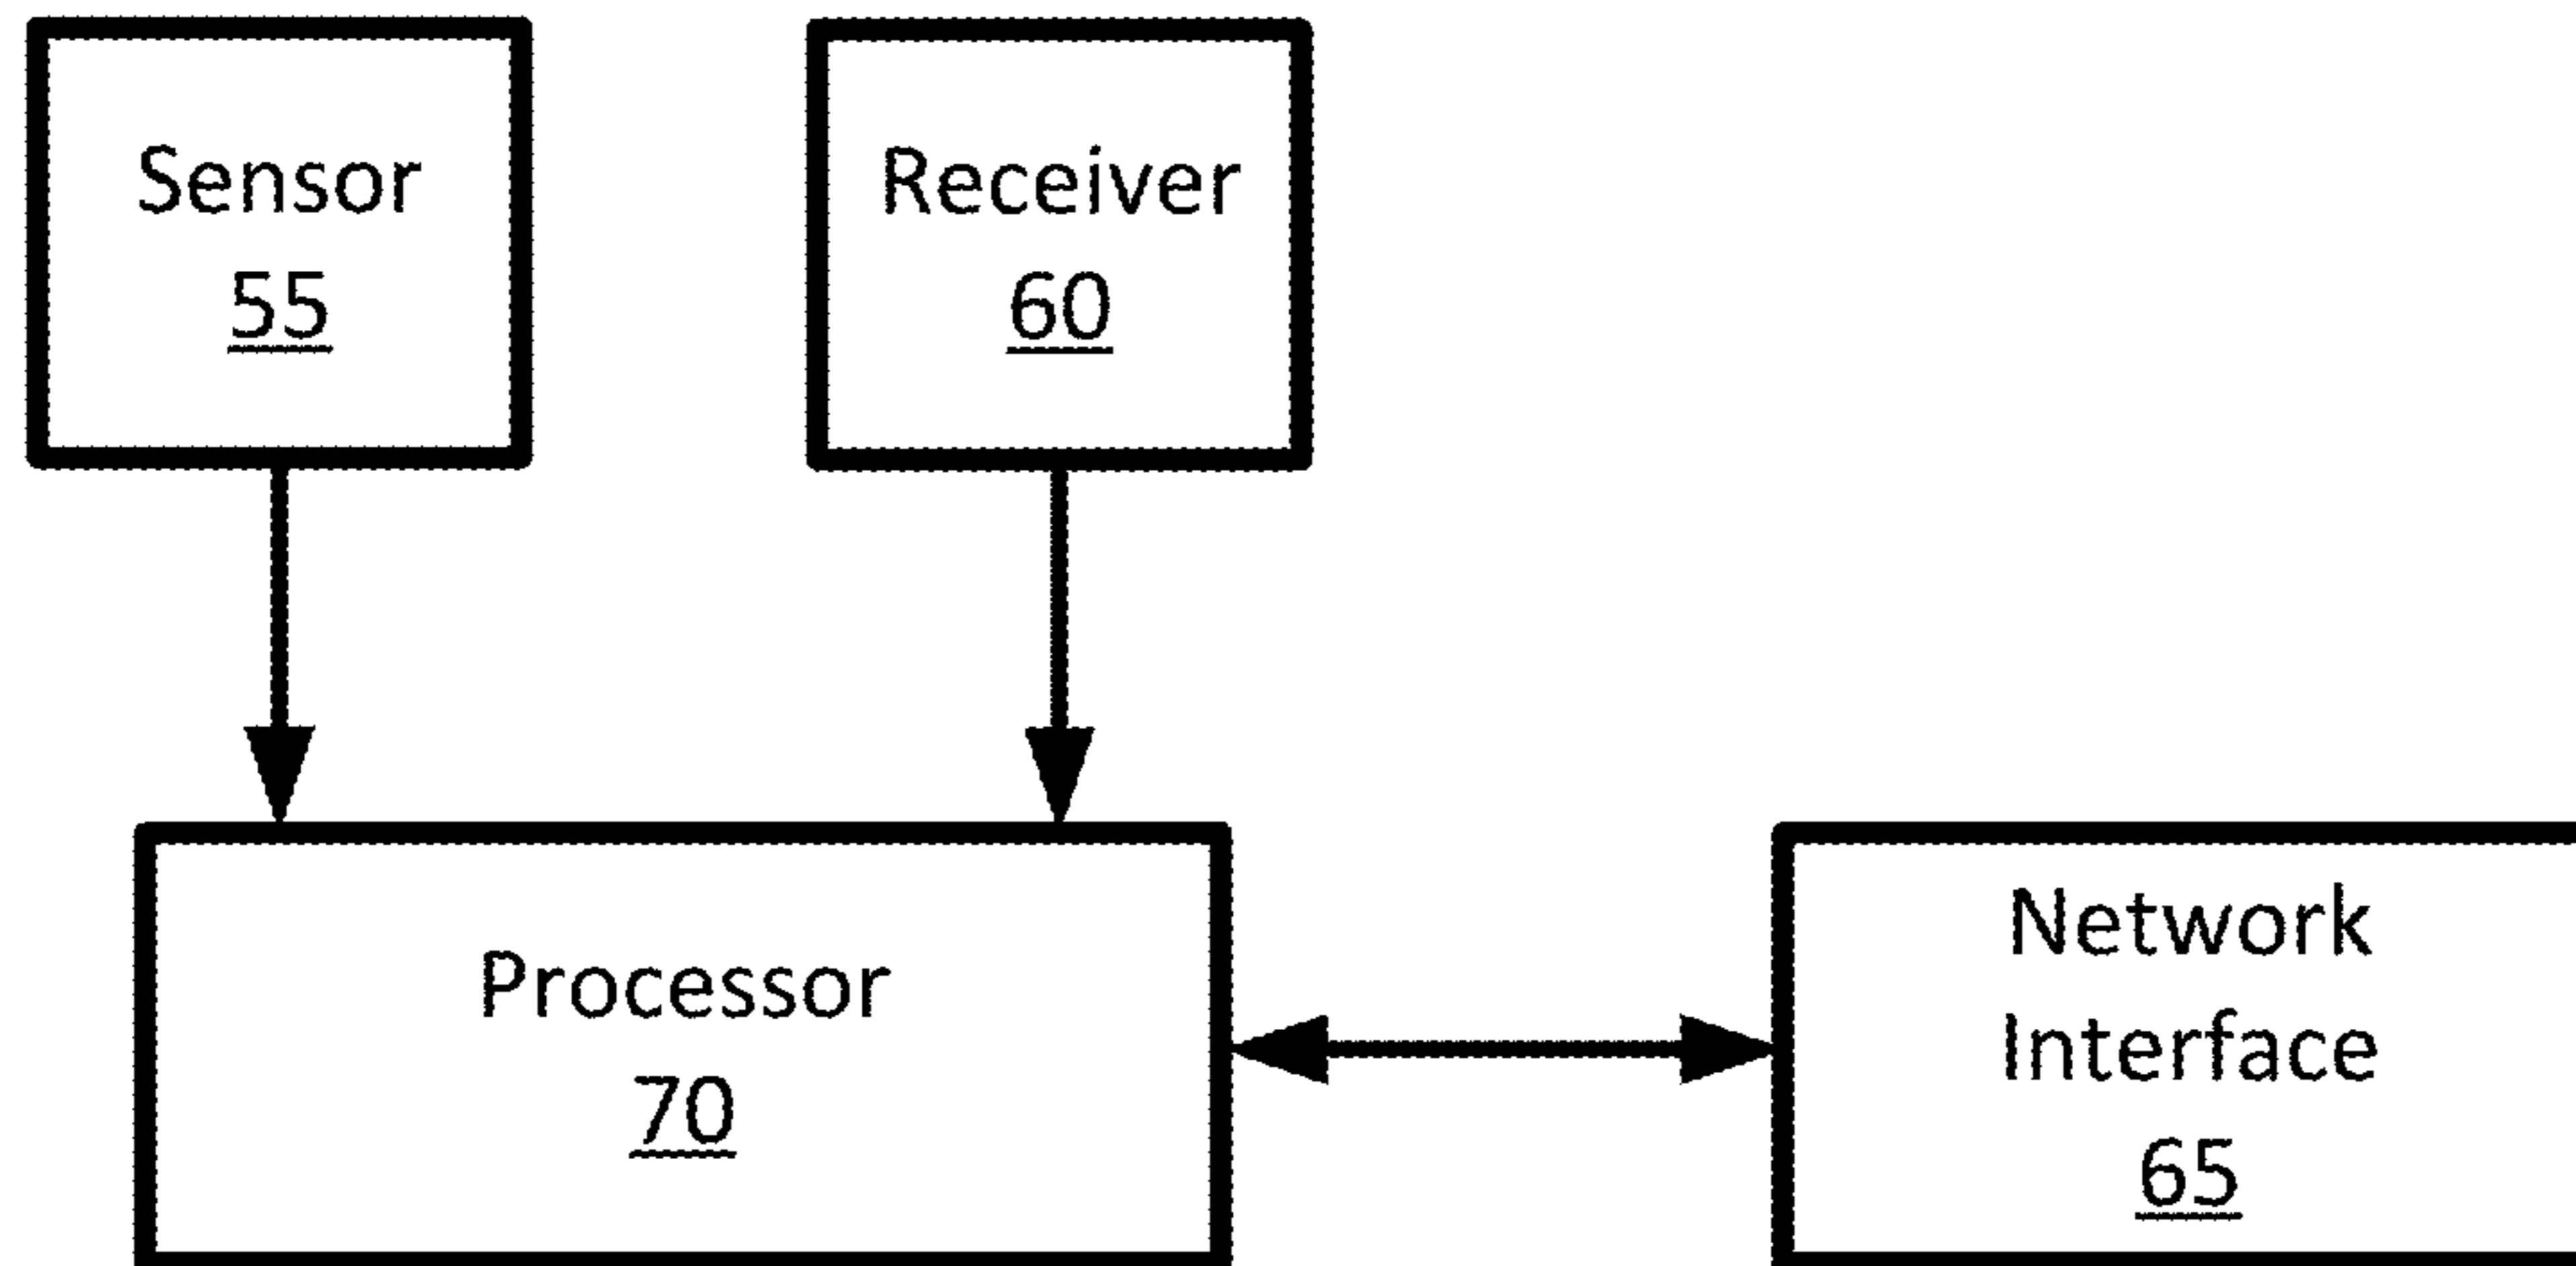 Sensor
55
Receiver
60
Processor
70
Network
Interface
65